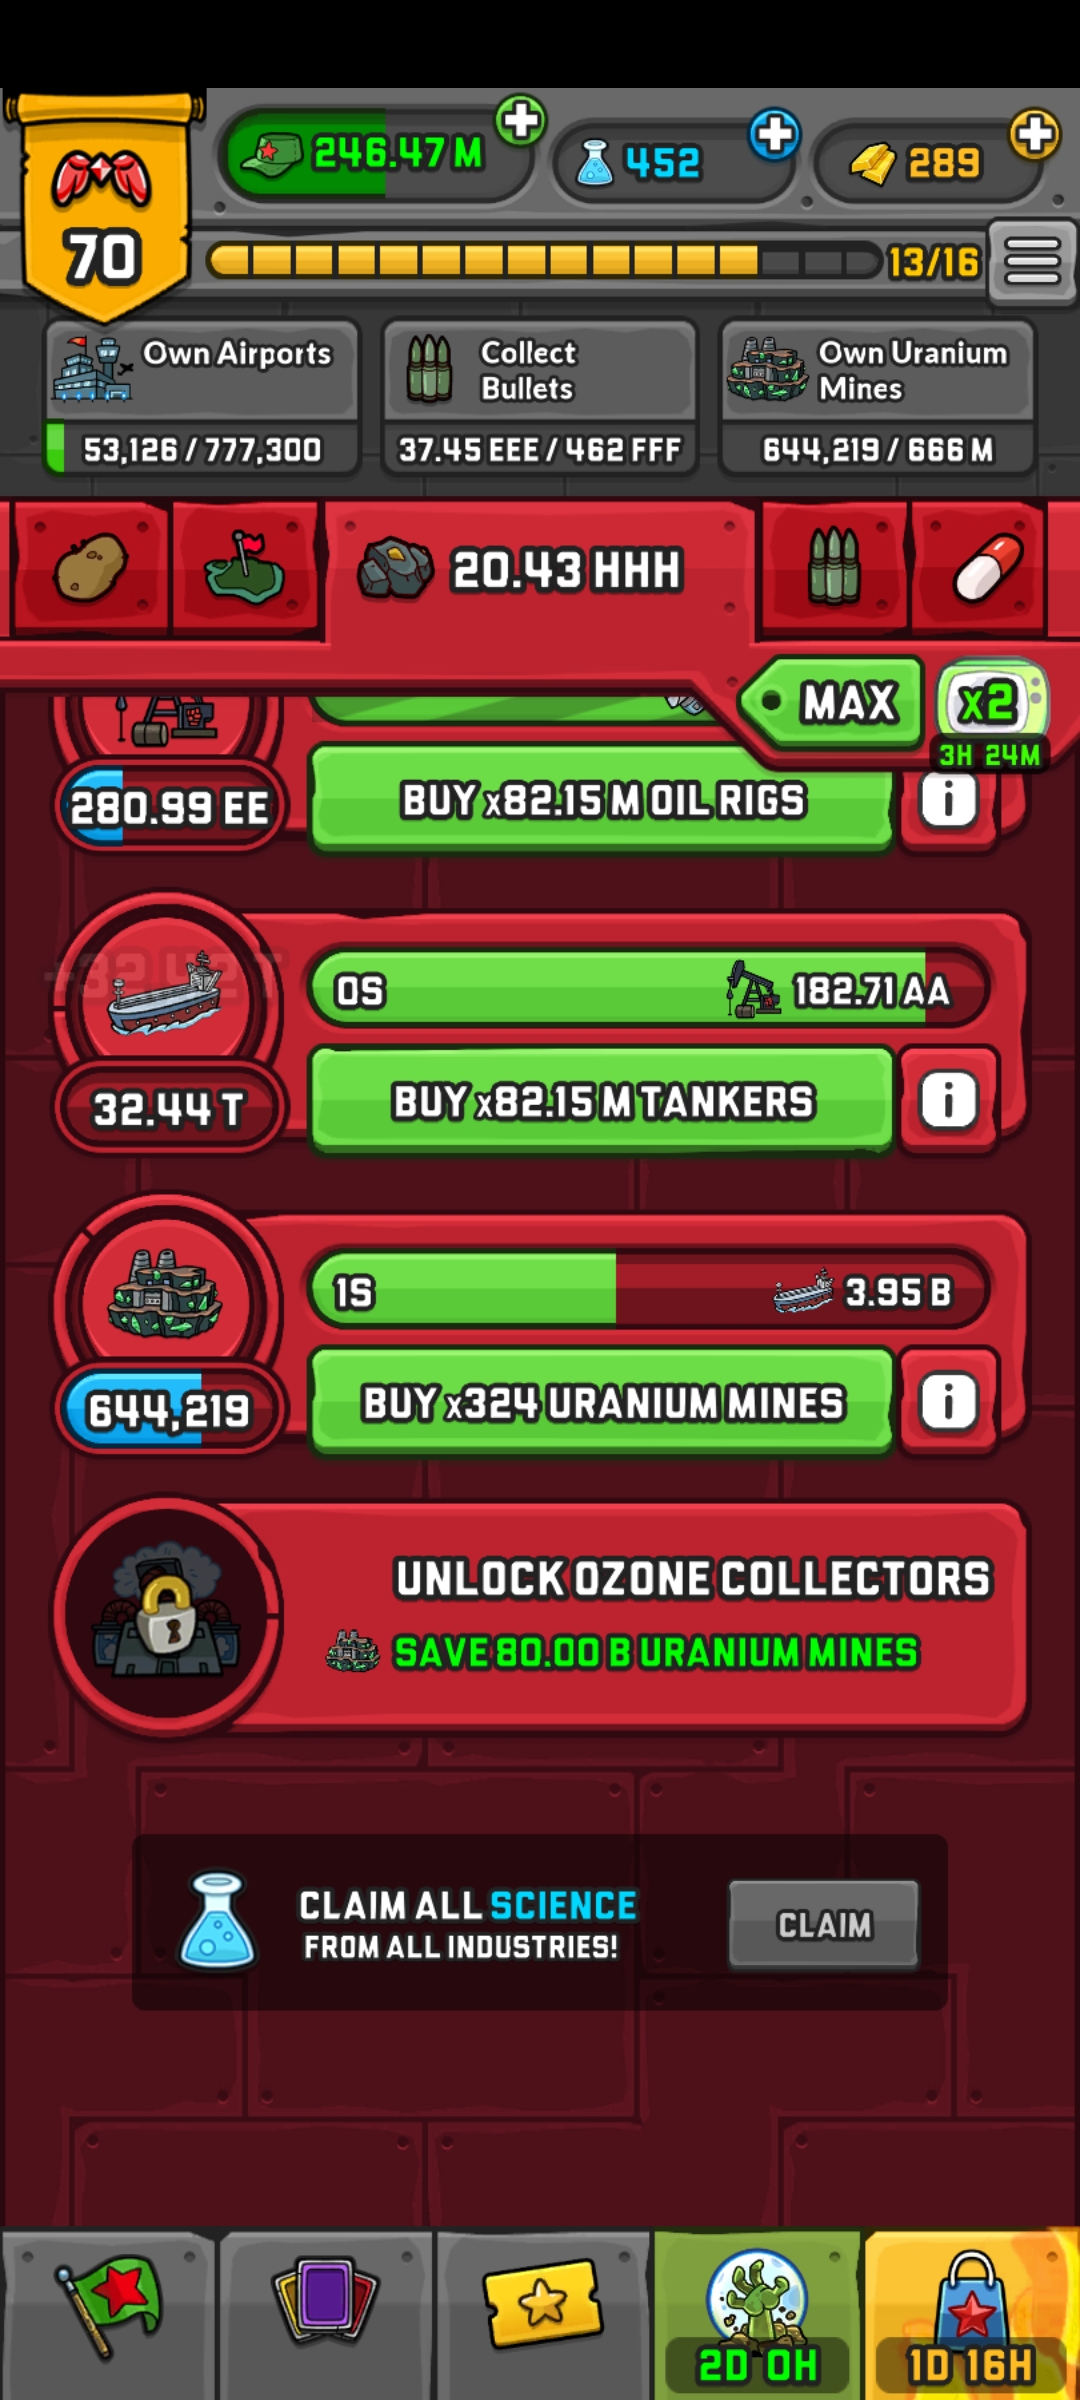 246.47 M
452
289
70
13/16
Own Airports
53,126 / 777,300
Collect
Bullets
37.45 EEE / 462 FFF
Own Uranium
Mines
644,219 / 666 M
20.43 HHH
MAX
x2
3H 24M
280.99 EE
BUY x82.15 M OIL RIGS
i
+32.42 T
0S
182.71 AA
32.44 T
BUY x82.15 M TANKERS
i
1S
3.95 B
644,219
BUY x324 URANIUM MINES
i
UNLOCK OZONE COLLECTORS
SAVE 80.00 B URANIUM MINES
CLAIM ALL SCIENCE
FROM ALL INDUSTRIES!
CLAIM
2D 0H
1D 16H